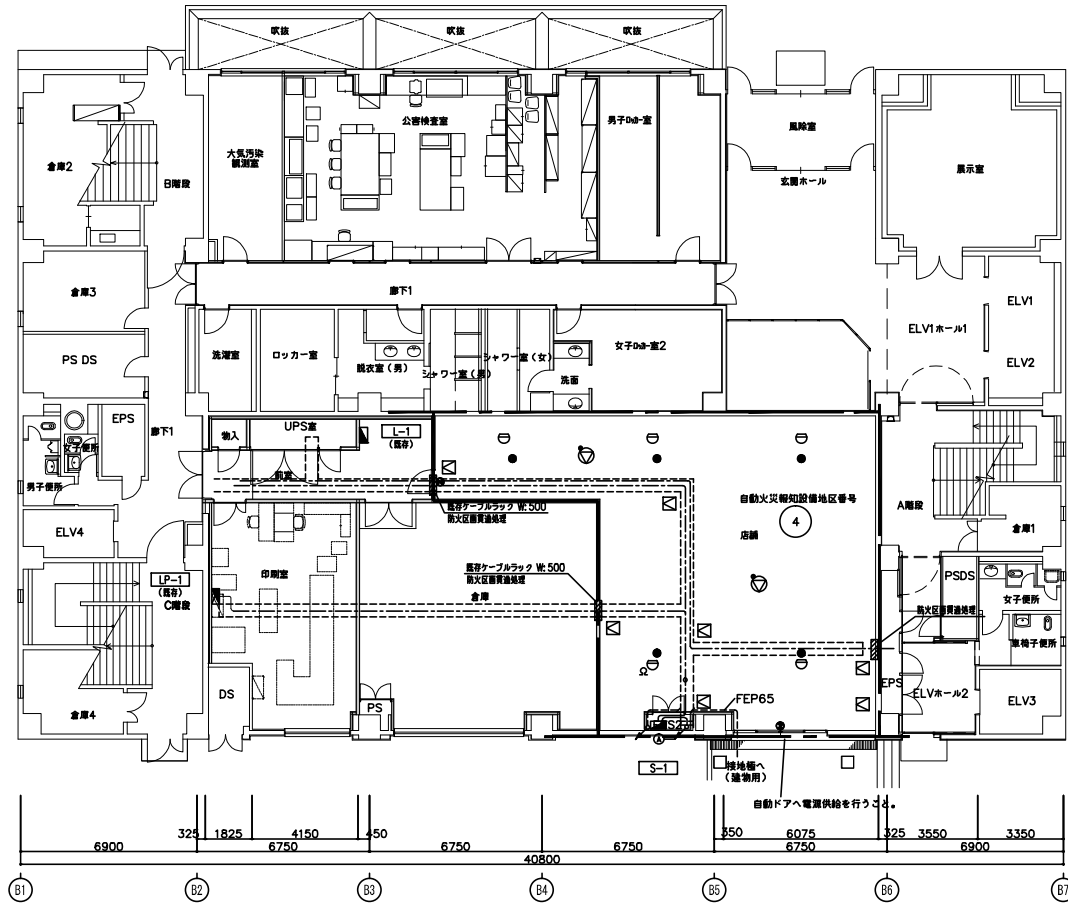 吹抜
吹抜
吹抜
倉庫2
B階段
大気汚染
観測室
公害検査室
男子ロッカー室
風除室
玄関ホール
展示室
倉庫3
廊下1
ELV1ホール1
ELV1
ELV2
PS DS
洗濯室
ロッカー室
脱衣室(男)
シャワー室(男)
シャワー室(女)
洗面
女子ロッカー室2
EPS
廊下1
女子便所
男子便所
ELV4
物入
UPS室
L-1
(既存)
前室
既存ケーブルラック W:500
防火区画貫通処理
自動火災報知設備地区番号
4
店舗
A階段
倉庫1
LP-1
(既存)
C階段
印刷室
既存ケーブルラック W:500
防火区画貫通処理
倉庫
PSDS
女子便所
防火区画貫通処理
車椅子便所
倉庫4
DS
PS
FEP65
EPS
ELVホール2
ELV3
S-1
接地極へ
(建物用)
自動ドアへ電源供給を行うこと。
325 1825 4150 450 350 6075 325 3550 3350
6900 6750 6750 6750 6750 6900
40800
B1 B2 B3 B4 B5 B6 B7